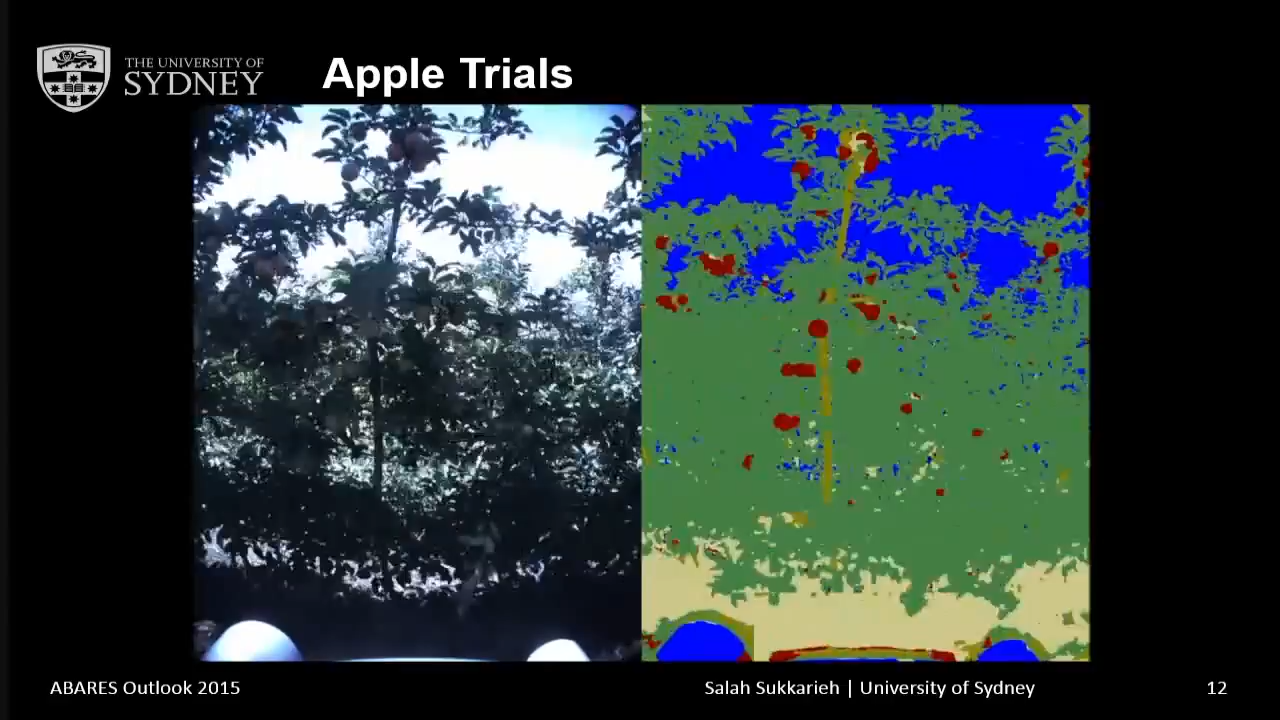 THE UNIVERSITY OF
SYDNEY
Apple Trials
ABARES Outlook 2015
Salah Sukkarieh | University of Sydney
12